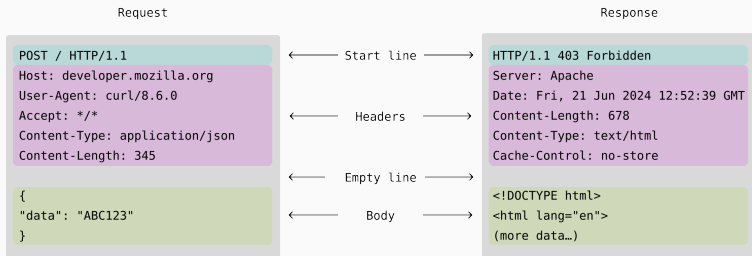 Request
Response
POST / HTTP/1.1
Host: developer.mozilla.org
User-Agent: curl/8.6.0
Accept: */*
Content-Type: application/json
Content-Length: 345
{
"data": "ABC123"
}
Start line
Headers
Empty line
Body
HTTP/1.1 403 Forbidden
Server: Apache
Date: Fri, 21 Jun 2024 12:52:39 GMT
Content-Length: 678
Content-Type: text/html
Cache-Control: no-store
<!DOCTYPE html>
<html lang="en">
(more data…)